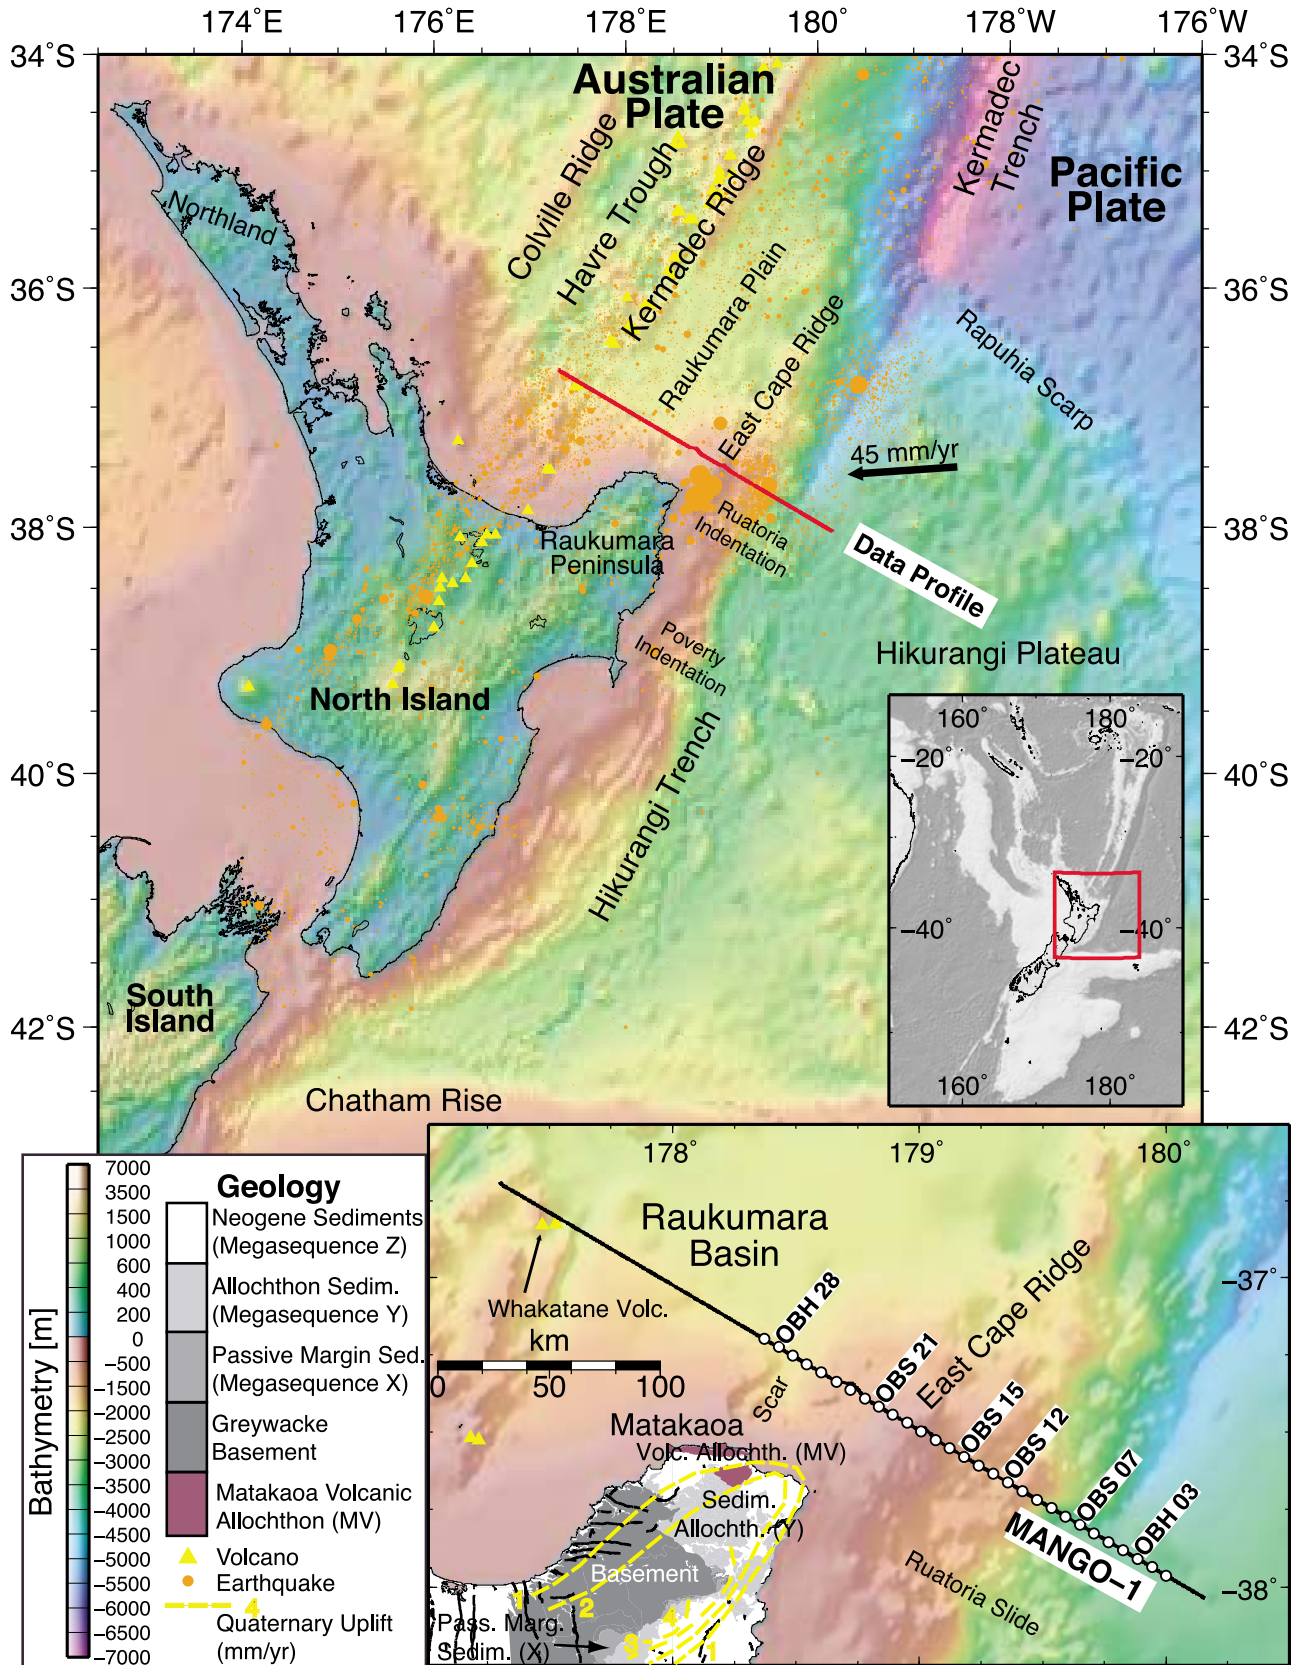 174°E
176°E
178°E
180°
178°W
176°W
34°S
34°S
36°S
36°S
38°S
38°S
40°S
40°S
42°S
42°S
Australian
Plate
Kermadec
Trench
Pacific
Plate
Colville Ridge
Havre Trough
Kermadec Ridge
Northland
Raukumara Plain
East Cape Ridge
Rapuhia Scarp
45 mm/yr
Raukumara
Peninsula
Ruatoria
Indentation
Data Profile
Poverty
Indentation
Hikurangi Plateau
North Island
Hikurangi Trench
South
Island
Chatham Rise
160°
180°
−20°
−20°
−40°
−40°
160°
180°
Bathymetry [m]
7000
3500
1500
1000
600
400
200
0
−500
−1500
−2000
−2500
−3000
−3500
−4000
−4500
−5000
−5500
−6000
−6500
−7000
Geology
Neogene Sediments
(Megasequence Z)
Allochthon Sedim.
(Megasequence Y)
Passive Margin Sed.
(Megasequence X)
Greywacke
Basement
Matakaoa Volcanic
Allochthon (MV)
Volcano
Earthquake
4
Quaternary Uplift
(mm/yr)
178°
179°
180°
−37°
−38°
Raukumara
Basin
Whakatane Volc.
km
0
50
100
OBH 28
OBS 21
East Cape Ridge
OBS 15
OBS 12
OBS 07
OBH 03
MANGO−1
Scar
Matakaoa
Volc. Allochth. (MV)
Sedim.
Allochth. (Y)
Basement
Ruatoria Slide
Pass. Marg.
Sedim. (X)
1
2
3
4
1